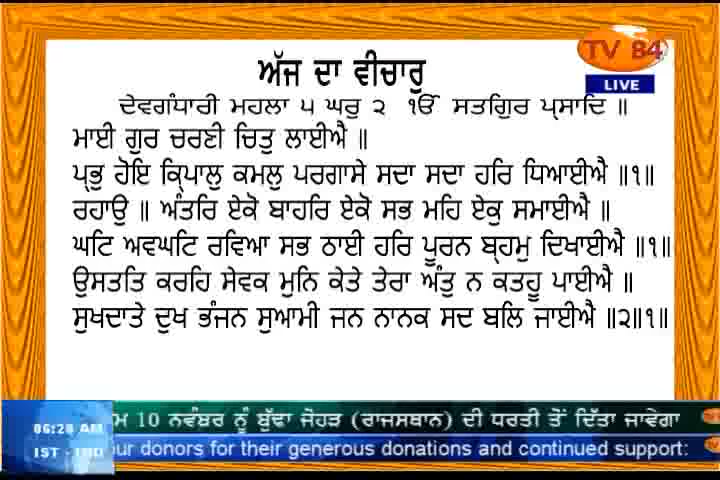 ਅੱਜ ਦਾ ਵੀਚਾਰੁ
TV 84
LIVE
ਦੇਵਗੰਧਾਰੀ ਮਹਲਾ ੫ ਘਰੁ ੨ ੴ ਸਤਗਿੁਰ ਪ੍ਰਸਾਦਿ ॥
ਮਾਈ ਗੁਰ ਚਰਣੀ ਚਿਤੁ ਲਾਈਐ ॥
ਪ੍ਰਭੁ ਹੋਇ ਕ੍ਰਿਪਾਲੁ ਕਮਲੁ ਪਰਗਾਸੇ ਸਦਾ ਸਦਾ ਹਰਿ ਧਿਆਈਐ ॥੧॥
ਰਹਾਉ ॥ ਅੰਤਰਿ ਏਕੋ ਬਾਹਰਿ ਏਕੋ ਸਭ ਮਹਿ ਏਕੁ ਸਮਾਈਐ ॥
ਘਟਿ ਅਵਘਟਿ ਰਵਿਆ ਸਭ ਠਾਈ ਹਰਿ ਪੂਰਨ ਬ੍ਰਹਮੁ ਦਿਖਾਈਐ ॥੧॥
ਉਸਤਤਿ ਕਰਹਿ ਸੇਵਕ ਮੁਨਿ ਕੇਤੇ ਤੇਰਾ ਅੰਤੁ ਨ ਕਤਹੂ ਪਾਈਐ ॥
ਸੁਖਦਾਤੇ ਦੁਖ ਭੰਜਨ ਸੁਆਮੀ ਜਨ ਨਾਨਕ ਸਦ ਬਲਿ ਜਾਈਐ ॥੨॥੧॥
ਮ 10 ਨਵੰਬਰ ਨੂੰ ਬੁੱਢਾ ਜੋਹੜ (ਰਾਜਸਥਾਨ) ਦੀ ਧਰਤੀ ਤੋਂ ਦਿੱਤਾ ਜਾਵੇਗਾ
06:28 AM
IST - IND
our donors for their generous donations and continued support: